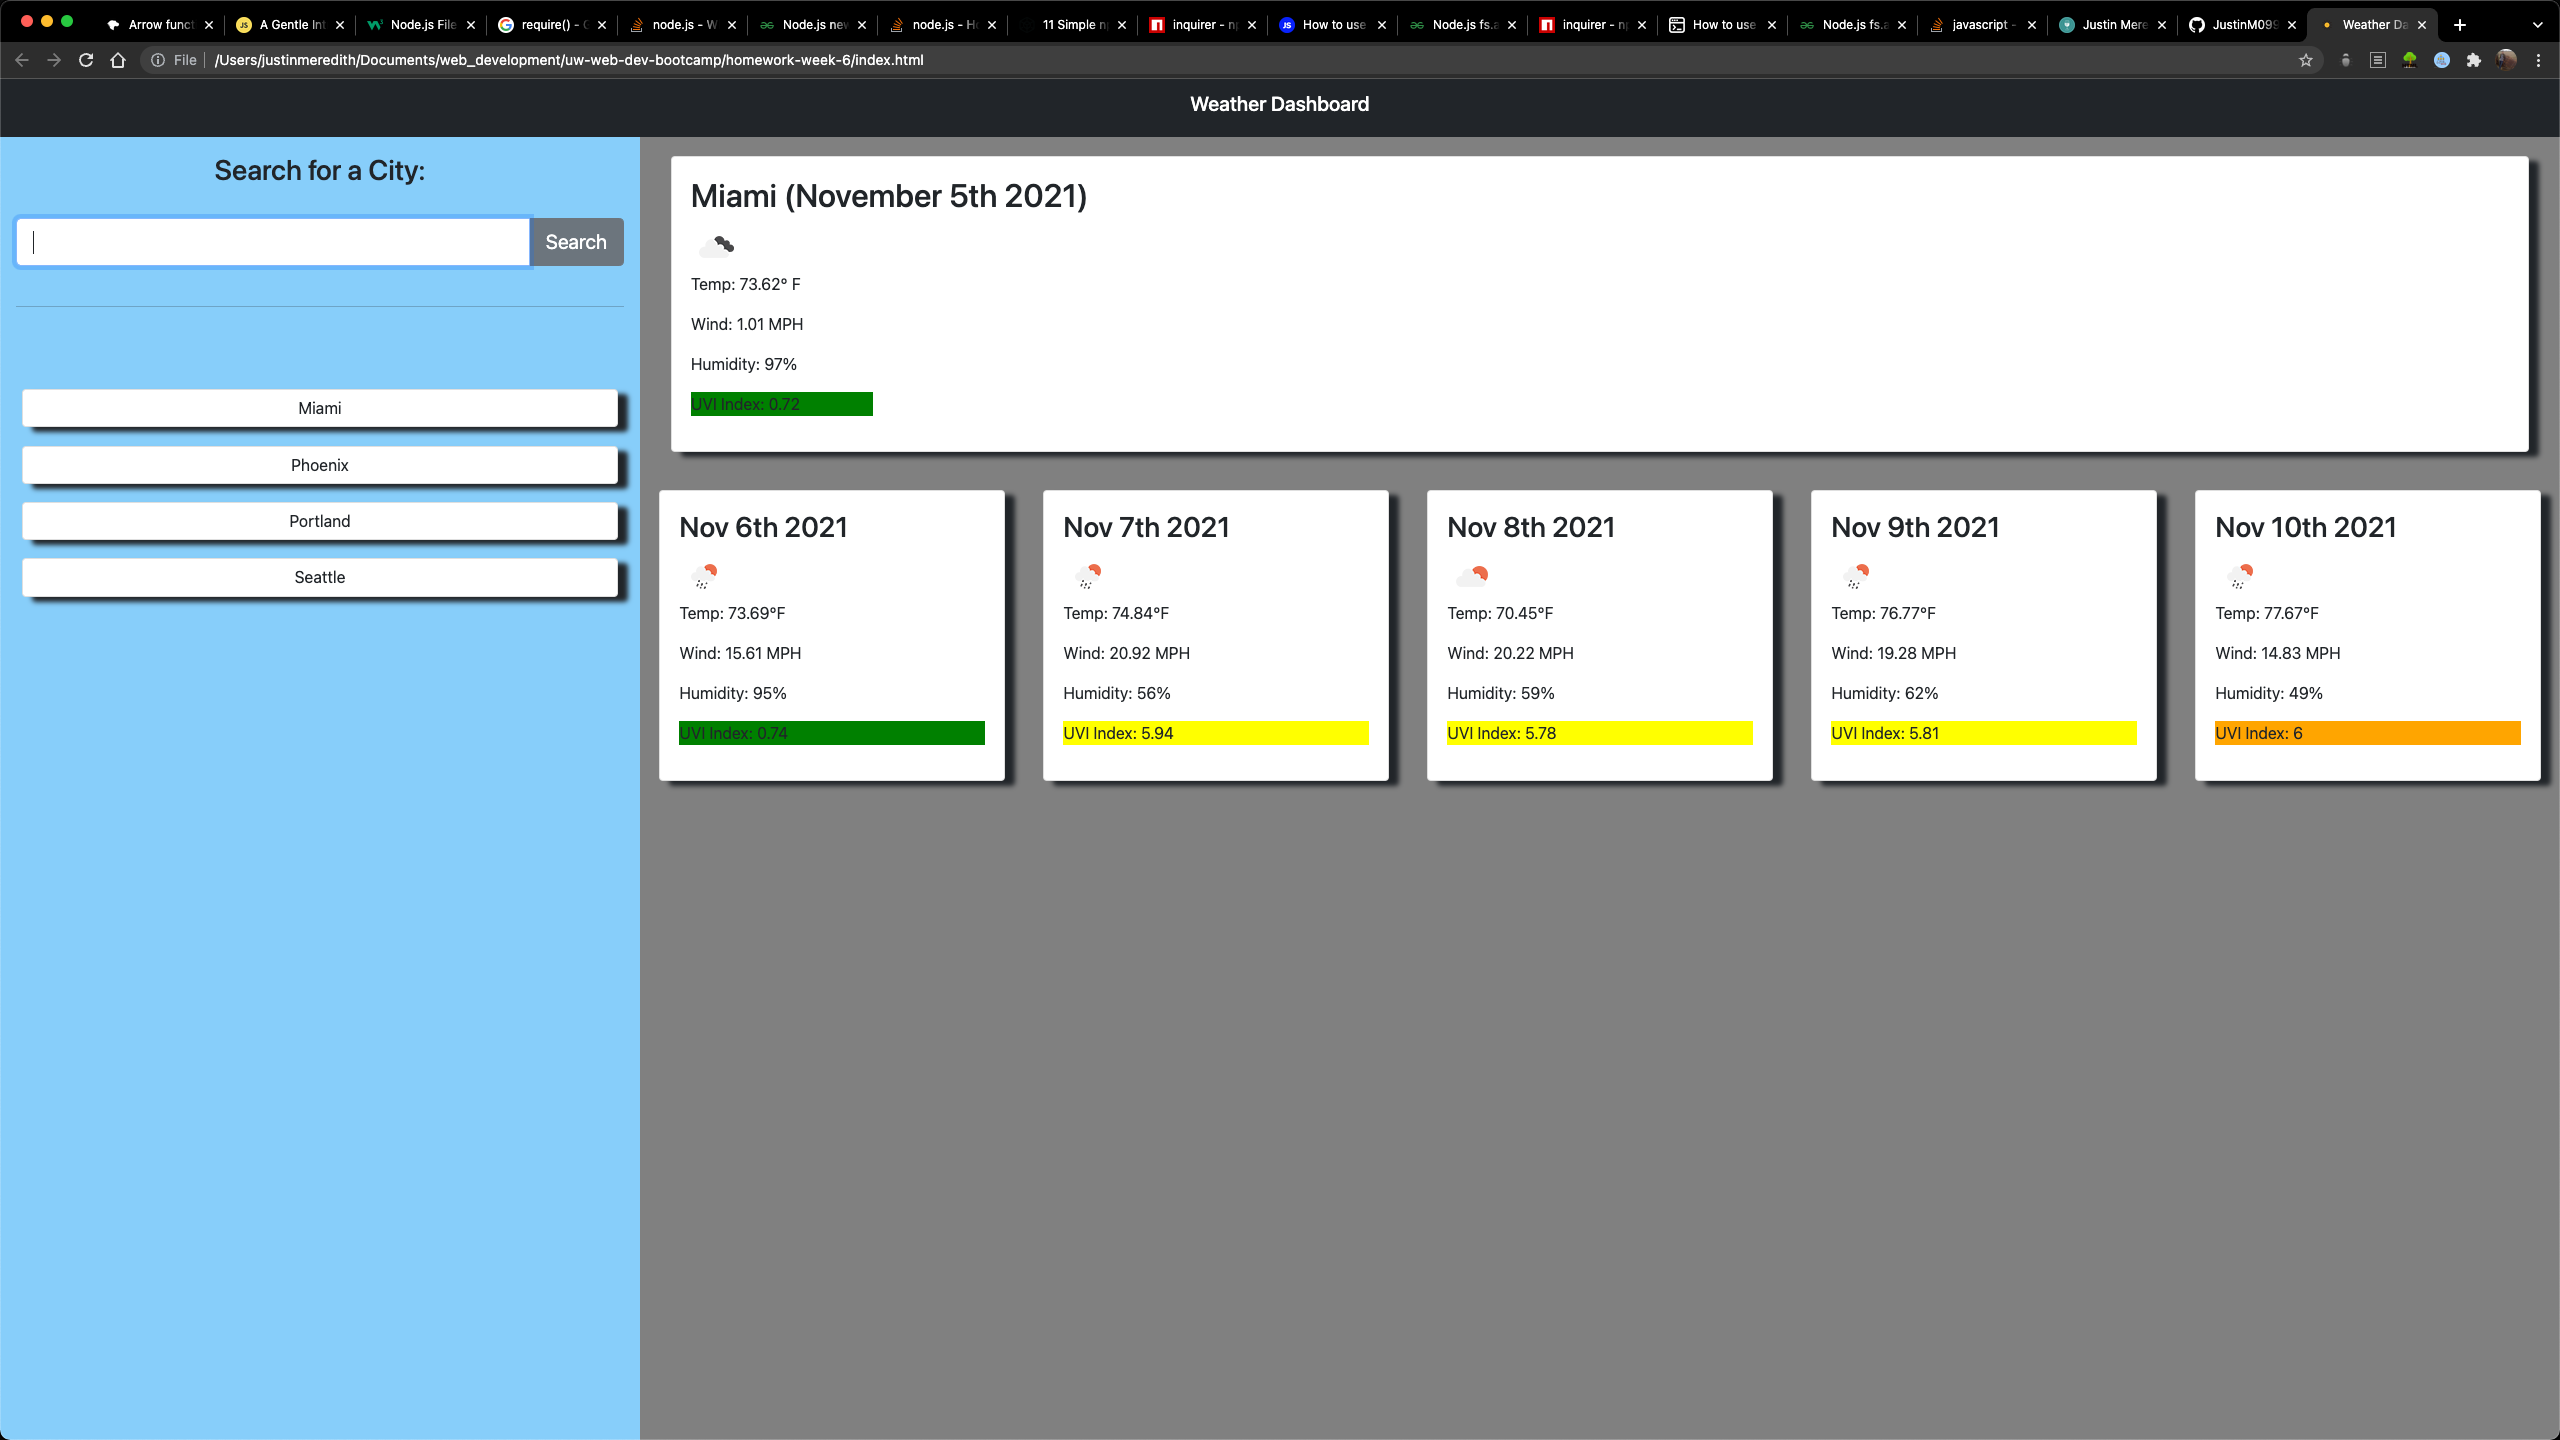 Arrow funct
A Gentle Int
Node.js File
require() - G
node.js - W
Node.js new
node.js - Ho
11 Simple np
inquirer - np
How to use
Node.js fs.a
inquirer - np
How to use
Node.js fs.a
javascript -
Justin Mere
JustinM099
Weather Da
File
/Users/justinmeredith/Documents/web_development/uw-web-dev-bootcamp/homework-week-6/index.html
Weather Dashboard
Search for a City:
Search
Miami
Phoenix
Portland
Seattle
Miami (November 5th 2021)
Temp: 73.62° F
Wind: 1.01 MPH
Humidity: 97%
UVI Index: 0.72
Nov 6th 2021
Temp: 73.69°F
Wind: 15.61 MPH
Humidity: 95%
UVI Index: 0.74
Nov 7th 2021
Temp: 74.84°F
Wind: 20.92 MPH
Humidity: 56%
UVI Index: 5.94
Nov 8th 2021
Temp: 70.45°F
Wind: 20.22 MPH
Humidity: 59%
UVI Index: 5.78
Nov 9th 2021
Temp: 76.77°F
Wind: 19.28 MPH
Humidity: 62%
UVI Index: 5.81
Nov 10th 2021
Temp: 77.67°F
Wind: 14.83 MPH
Humidity: 49%
UVI Index: 6